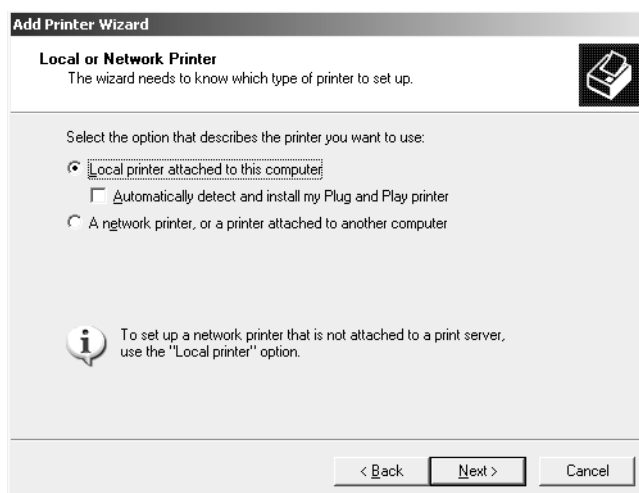 Add Printer Wizard
Local or Network Printer
The wizard needs to know which type of printer to set up.
Select the option that describes the printer you want to use:
Local printer attached to this computer
Automatically detect and install my Plug and Play printer
A network printer, or a printer attached to another computer
To set up a network printer that is not attached to a print server,
use the "Local printer" option.
< Back
Next >
Cancel